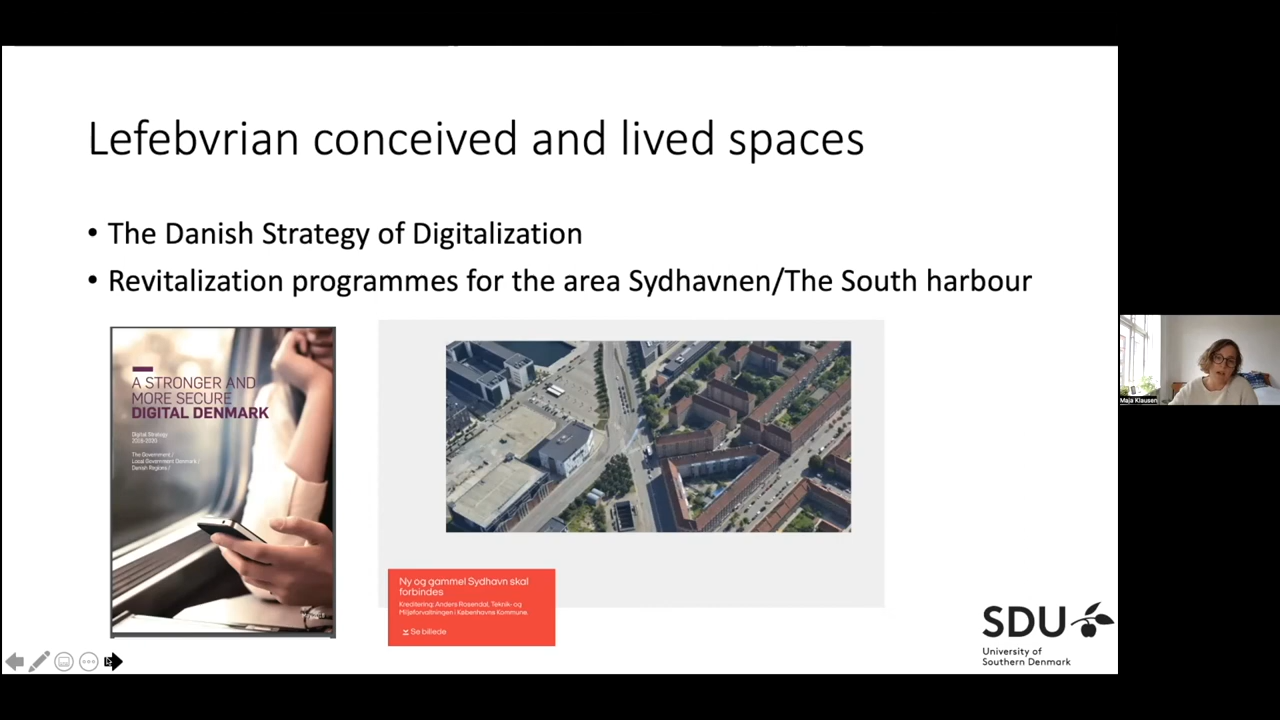 Lefebvrian conceived and lived spaces
• The Danish Strategy of Digitalization
• Revitalization programmes for the area Sydhavnen/The South harbour
A STRONGER AND
MORE SECURE
DIGITAL DENMARK
Digital Strategy
2016-2020
The Government /
Local Government Denmark /
Danish Regions /
Ny og gammel Sydhavn skal
forbindes
Kreditering: Anders Rosendal, Teknik- og
Miljøforvaltningen i Københavns Kommune.
Se billede
SDU
University of
Southern Denmark
Maja Klausen